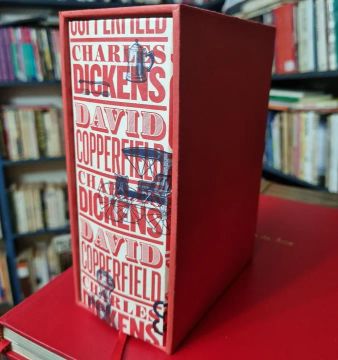 COPPERFIELD
CHARLES
DICKENS
DAVID
COPPERFIELD
CHARLES
DICKENS
DAVID
COPPERFIELD
CHARLES
DICKENS